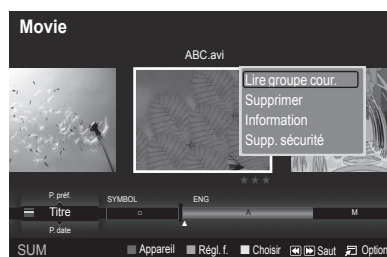 Movie
ABC.avi
Lire groupe cour.
Supprimer
Information
Supp. sécurité
P. préf.
SYMBOL
ENG
Titre
A
M
P. date
SUM
Appareil
Régl. f.
Choisir
Saut
Option